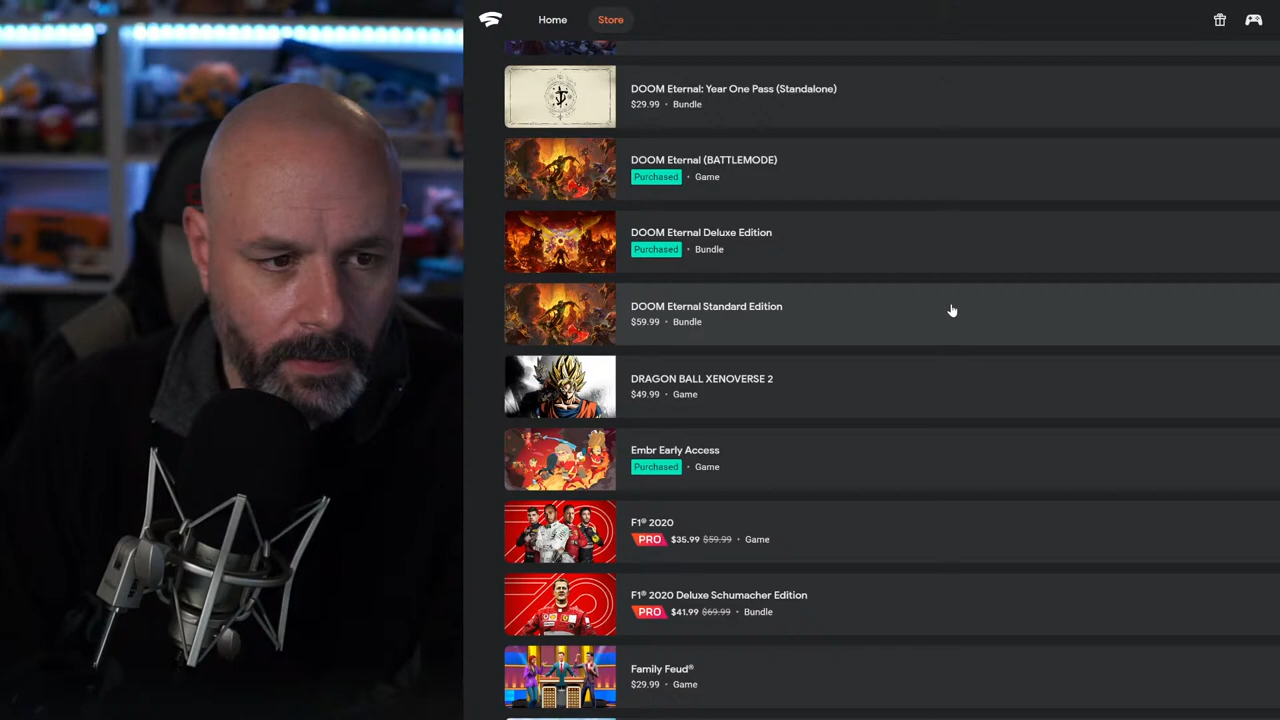 Home
Store
DOOM Eternal: Year One Pass (Standalone)
$29.99 • Bundle
DOOM Eternal (BATTLEMODE)
Purchased • Game
DOOM Eternal Deluxe Edition
Purchased • Bundle
DOOM Eternal Standard Edition
$59.99 • Bundle
DRAGON BALL XENOVERSE 2
$49.99 • Game
Embr Early Access
Purchased • Game
F1® 2020
PRO $35.99 $59.99 • Game
F1® 2020 Deluxe Schumacher Edition
PRO $41.99 $69.99 • Bundle
Family Feud®
$29.99 • Game